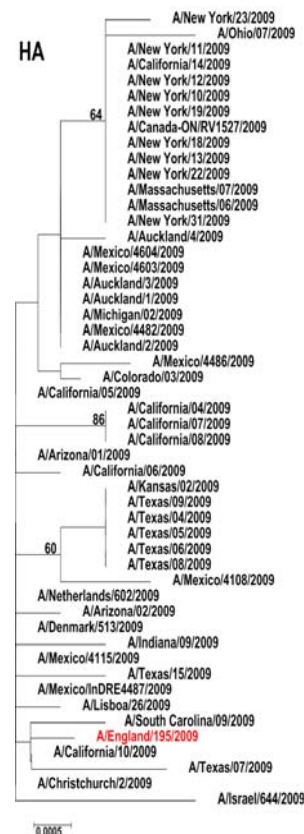 A/New York/23/2009
HA
A/Ohio/07/2009
A/New York/11/2009
A/California/14/2009
A/New York/12/2009
A/New York/10/2009
A/New York/19/2009
64
A/Canada-ON/RV1527/2009
A/New York/18/2009
A/New York/13/2009
A/New York/22/2009
A/Massachusetts/07/2009
A/Massachusetts/06/2009
A/New York/31/2009
A/Auckland/4/2009
A/Mexico/4604/2009
A/Mexico/4603/2009
A/Auckland/3/2009
A/Auckland/1/2009
A/Michigan/02/2009
A/Mexico/4482/2009
A/Auckland/2/2009
A/Mexico/4486/2009
A/Colorado/03/2009
A/California/05/2009
A/California/04/2009
86
A/California/07/2009
A/California/08/2009
A/Arizona/01/2009
A/California/06/2009
A/Kansas/02/2009
A/Texas/09/2009
A/Texas/04/2009
A/Texas/05/2009
60
A/Texas/06/2009
A/Texas/08/2009
A/Mexico/4108/2009
A/Netherlands/602/2009
A/Arizona/02/2009
A/Denmark/513/2009
A/Indiana/09/2009
A/Mexico/4115/2009
A/Texas/15/2009
A/Mexico/InDRE4487/2009
A/Lisboa/26/2009
A/South Carolina/09/2009
A/England/195/2009
A/California/10/2009
A/Texas/07/2009
A/Christchurch/2/2009
A/Israel/644/2009
0.0005